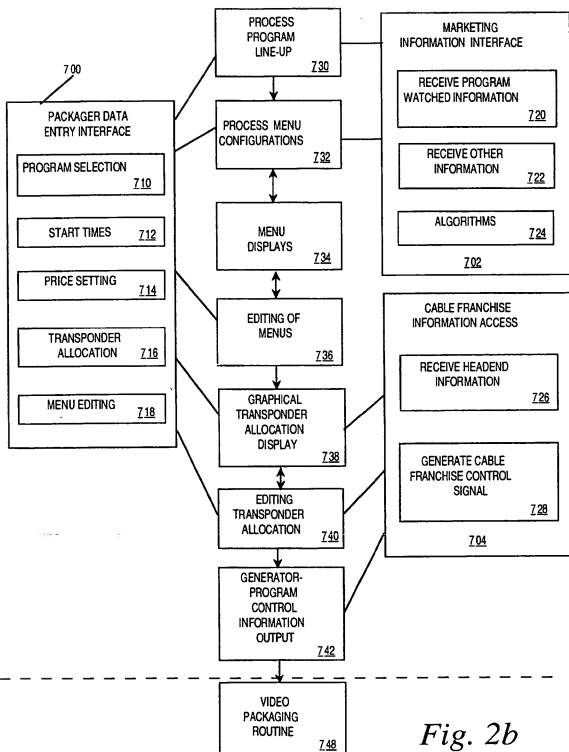 700
PACKAGER DATA
ENTRY INTERFACE
PROGRAM SELECTION
710
START TIMES
712
PRICE SETTING
714
TRANSPONDER
ALLOCATION
716
MENU EDITING
718
PROCESS
PROGRAM
LINE-UP
730
PROCESS MENU
CONFIGURATIONS
732
MENU
DISPLAYS
734
EDITING OF
MENUS
736
GRAPHICAL
TRANSPONDER
ALLOCATION
DISPLAY
738
EDITING
TRANSPONDER
ALLOCATION
740
GENERATOR-
PROGRAM
CONTROL
INFORMATION
OUTPUT
742
VIDEO
PACKAGING
ROUTINE
748
MARKETING
INFORMATION INTERFACE
RECEIVE PROGRAM
WATCHED INFORMATION
720
RECEIVE OTHER
INFORMATION
722
ALGORITHMS
724
702
CABLE FRANCHISE
INFORMATION ACCESS
RECEIVE HEADEND
INFORMATION
726
GENERATE CABLE
FRANCHISE CONTROL
SIGNAL
728
704
Fig. 2b